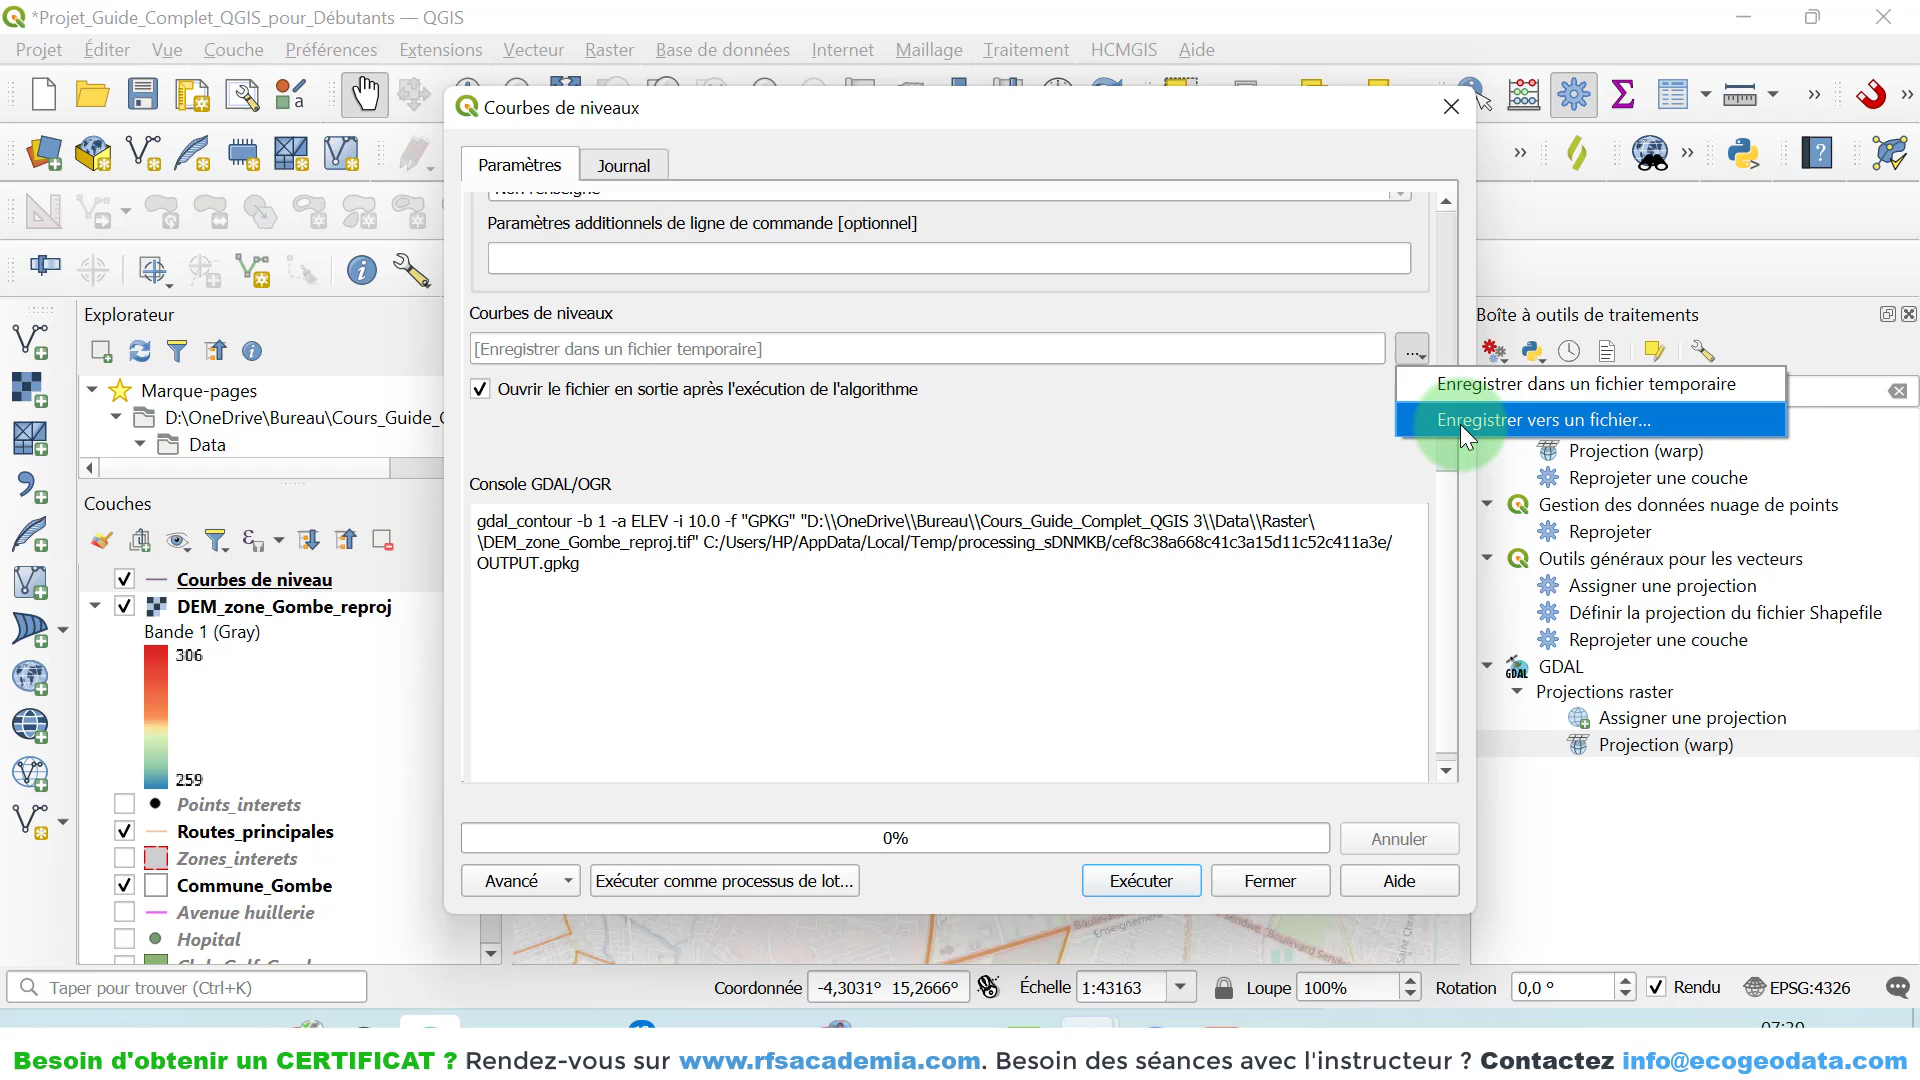 *Projet_Guide_Complet_QGIS_pour_Débutants — QGIS
Projet Éditer Vue Couche Préférences Extensions Vecteur Raster Base de données Internet Maillage Traitement HCMGIS Aide
Courbes de niveaux
Paramètres Journal
Paramètres additionnels de ligne de commande [optionnel]
Courbes de niveaux
[Enregistrer dans un fichier temporaire]
...
Ouvrir le fichier en sortie après l'exécution de l'algorithme
Enregistrer dans un fichier temporaire
Enregistrer vers un fichier...
Console GDAL/OGR
gdal_contour -b 1 -a ELEV -i 10.0 -f "GPKG" "D:\\OneDrive\\Bureau\\Cours_Guide_Complet_QGIS 3\\Data\\Raster\
\DEM_zone_Gombe_reproj.tif" C:/Users/HP/AppData/Local/Temp/processing_sDNMKB/cef8c38a668c41c3a15d11c52c411a3e/
OUTPUT.gpkg
0%
Annuler
Avancé Exécuter comme processus de lot... Exécuter Fermer Aide
Explorateur
Marque-pages
D:\OneDrive\Bureau\Cours_Guide_
Data
Couches
Courbes de niveau
DEM_zone_Gombe_reproj
Bande 1 (Gray)
306
259
Points_interets
Routes_principales
Zones_interets
Commune_Gombe
Avenue huillerie
Hopital
Boîte à outils de traitements
Projection (warp)
Reprojeter une couche
Gestion des données nuage de points
Reprojeter
Outils généraux pour les vecteurs
Assigner une projection
Définir la projection du fichier Shapefile
Reprojeter une couche
GDAL
Projections raster
Assigner une projection
Projection (warp)
Boulevard
Enseignement
Boulevard Send
Taper pour trouver (Ctrl+K) Coordonnée -4,3031° 15,2666° Échelle 1:43163 Loupe 100% Rotation 0,0 ° Rendu EPSG:4326
Besoin d'obtenir un CERTIFICAT ? Rendez-vous sur www.rfsacademia.com. Besoin des séances avec l'instructeur ? Contactez info@ecogeodata.com